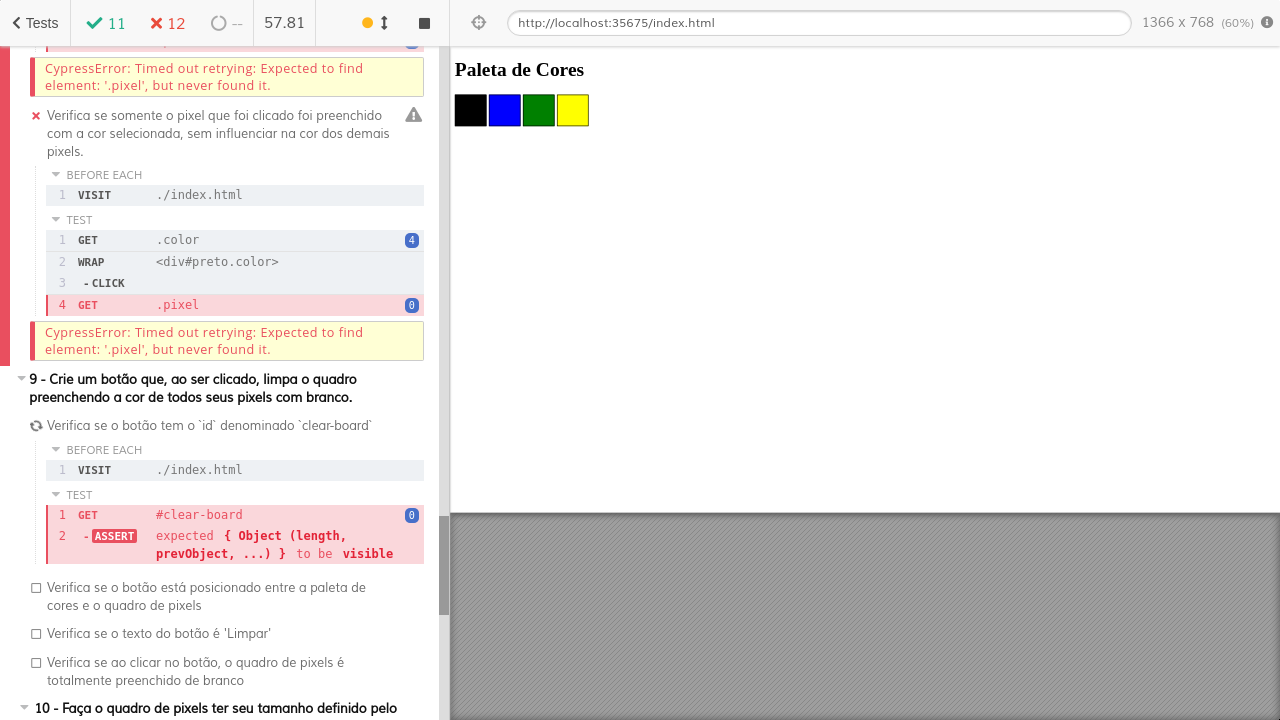 Tests
11
12
--
57.81
http://localhost:35675/index.html
1366 x 768 (60%)
CypressError: Timed out retrying: Expected to find
element: '.pixel', but never found it.
Verifica se somente o pixel que foi clicado foi preenchido
com a cor selecionada, sem influenciar na cor dos demais
pixels.
BEFORE EACH
1 VISIT ./index.html
TEST
1 GET .color 4
2 WRAP <div#preto.color>
3 -CLICK
4 GET .pixel 0
CypressError: Timed out retrying: Expected to find
element: '.pixel', but never found it.
9 - Crie um botão que, ao ser clicado, limpa o quadro
preenchendo a cor de todos seus pixels com branco.
Verifica se o botão tem o `id` denominado `clear-board`
BEFORE EACH
1 VISIT ./index.html
TEST
1 GET #clear-board 0
2 -ASSERT expected { Object (length,
prevObject, ...) } to be visible
Verifica se o botão está posicionado entre a paleta de
cores e o quadro de pixels
Verifica se o texto do botão é 'Limpar'
Verifica se ao clicar no botão, o quadro de pixels é
totalmente preenchido de branco
10 - Faça o quadro de pixels ter seu tamanho definido pelo
Paleta de Cores